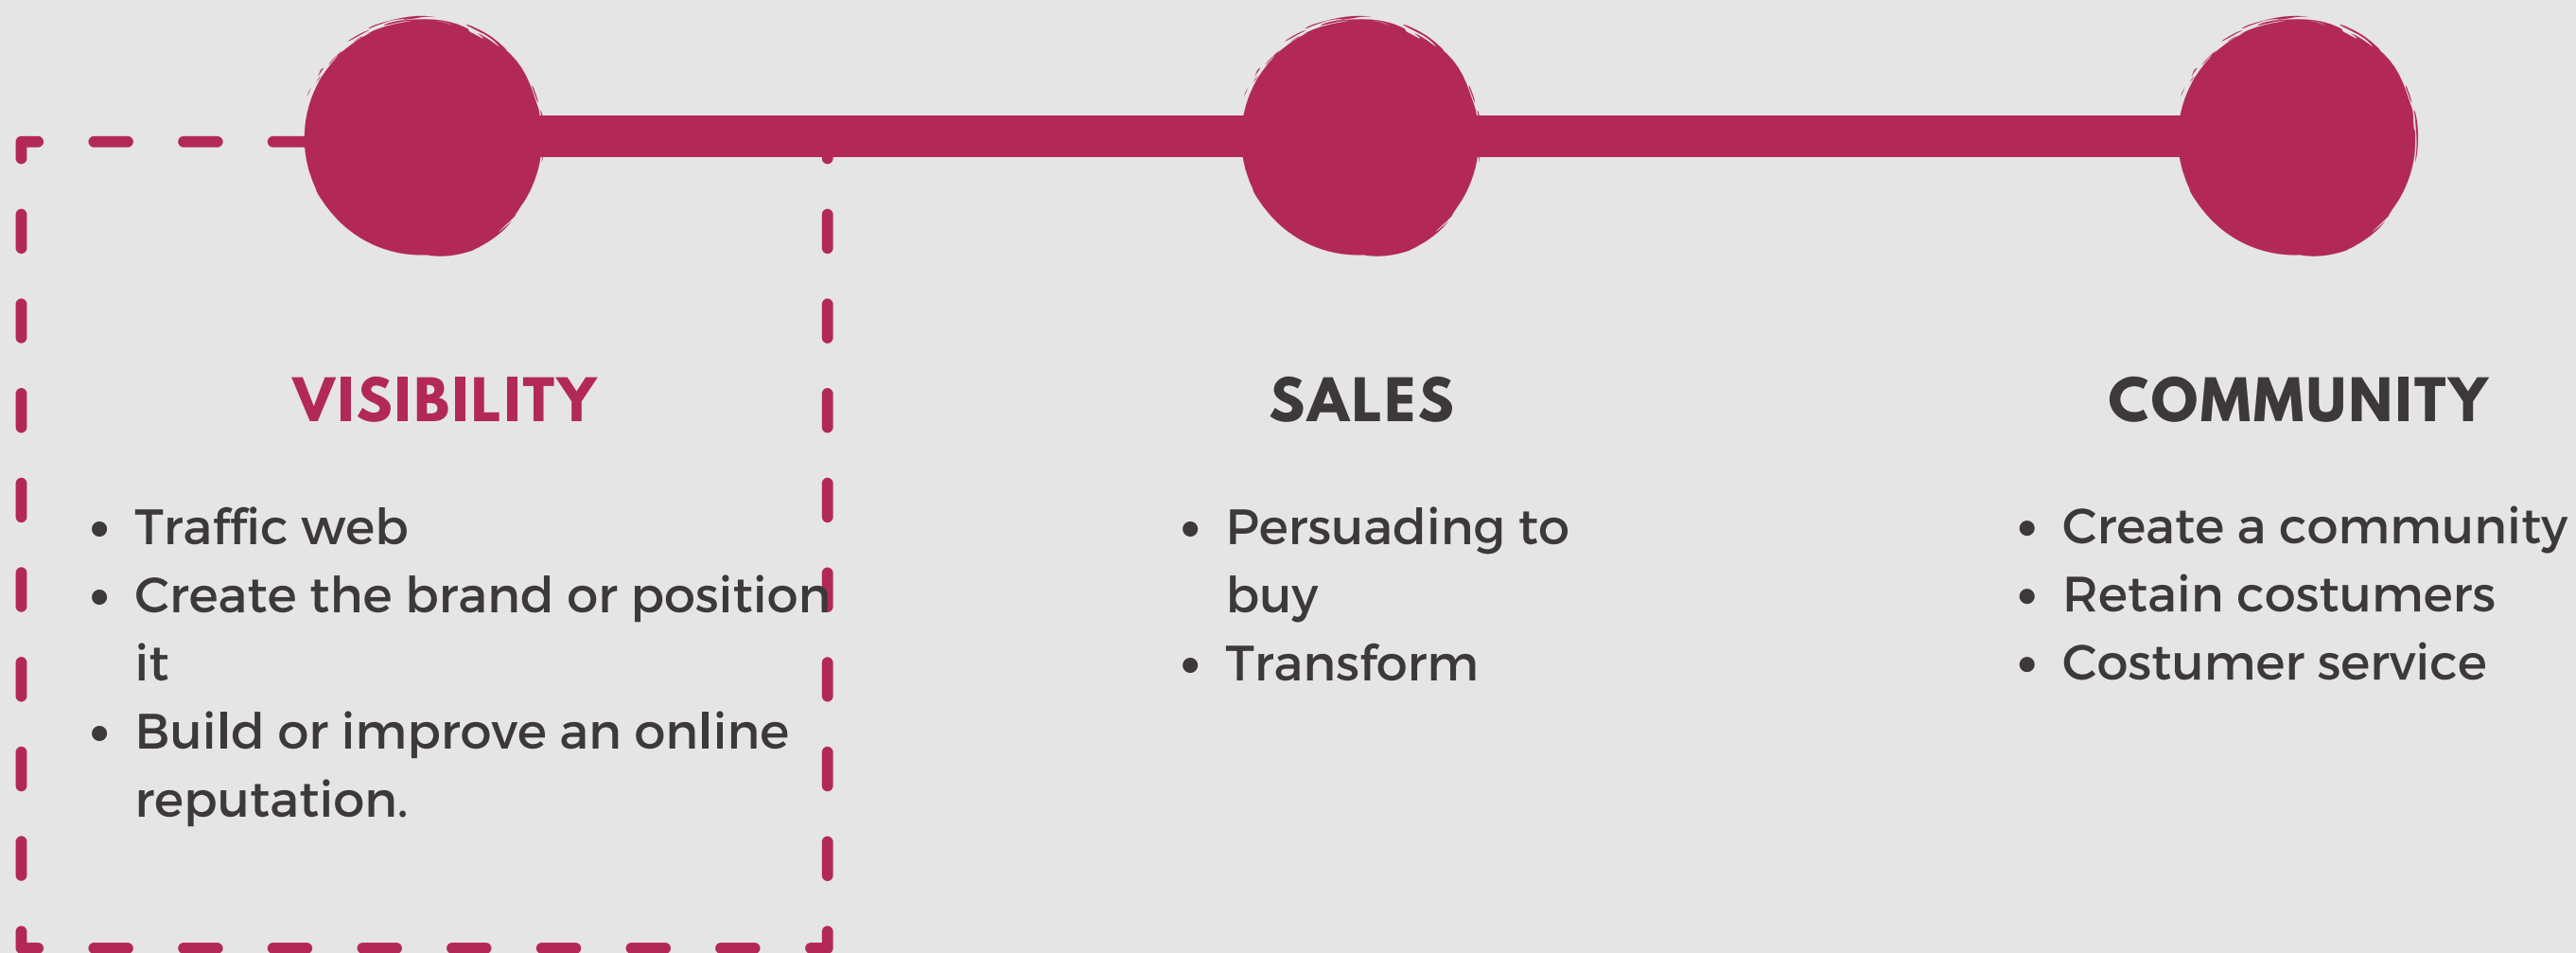 VISIBILITY
• Traffic web
• Create the brand or position
it
• Build or improve an online
reputation.
SALES
• Persuading to
buy
• Transform
COMMUNITY
• Create a community
• Retain costumers
• Costumer service